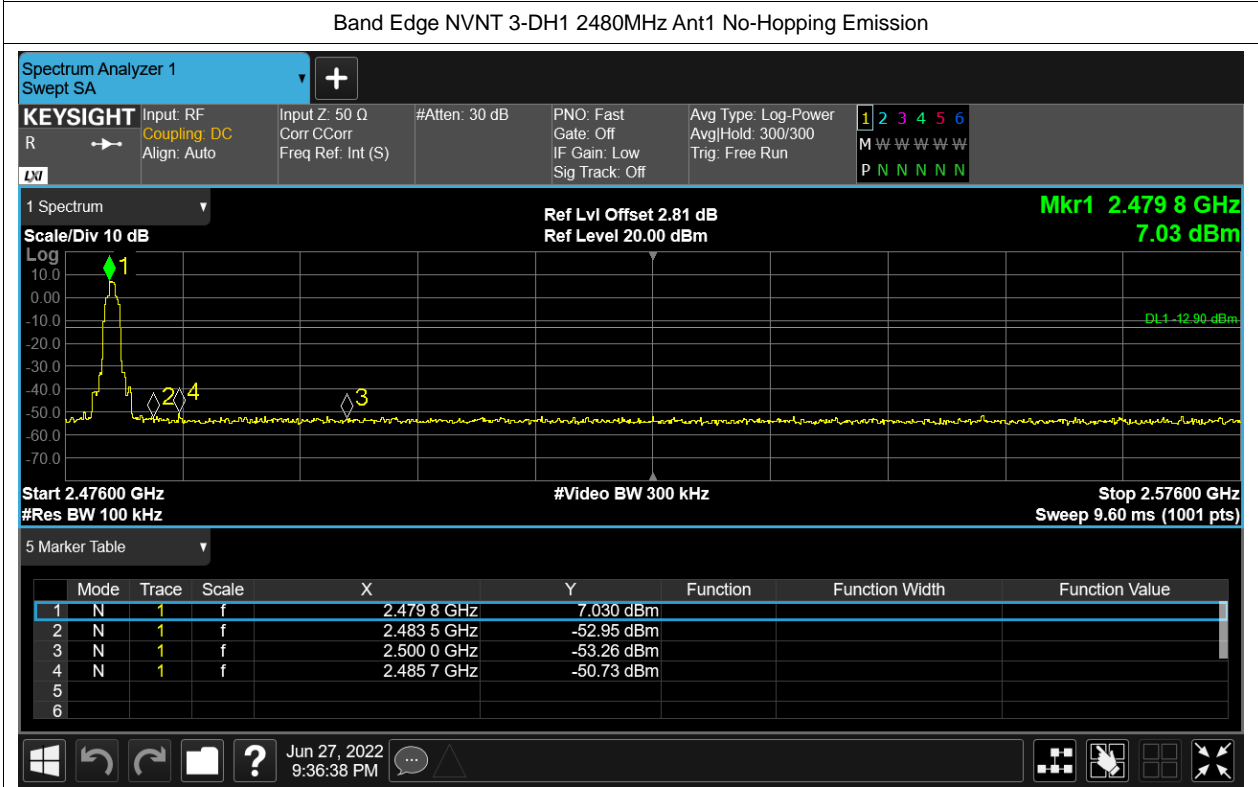 Band Edge NVNT 3-DH1 2480MHz Ant1 No-Hopping Emission
Spectrum Analyzer 1
Swept SA
+
KEYSIGHT
R
LXI
Input: RF
Coupling: DC
Align: Auto
Input Z: 50 Ω
Corr CCorr
Freq Ref: Int (S)
#Atten: 30 dB
PNO: Fast
Gate: Off
IF Gain: Low
Sig Track: Off
Avg Type: Log-Power
Avg|Hold: 300/300
Trig: Free Run
1 2 3 4 5 6
M W W W W W
P N N N N N
1 Spectrum
Scale/Div 10 dB
Ref Lvl Offset 2.81 dB
Ref Level 20.00 dBm
Mkr1 2.479 8 GHz
7.03 dBm
Log
10.0
0.00
-10.0
-20.0
-30.0
-40.0
-50.0
-60.0
-70.0
1
2
4
3
DL1 -12.90 dBm
Start 2.47600 GHz
#Res BW 100 kHz
#Video BW 300 kHz
Stop 2.57600 GHz
Sweep 9.60 ms (1001 pts)
5 Marker Table
Mode Trace Scale X Y Function Function Width Function Value
1 N 1 f 2.479 8 GHz 7.030 dBm
2 N 1 f 2.483 5 GHz -52.95 dBm
3 N 1 f 2.500 0 GHz -53.26 dBm
4 N 1 f 2.485 7 GHz -50.73 dBm
5
6
?
Jun 27, 2022
9:36:38 PM